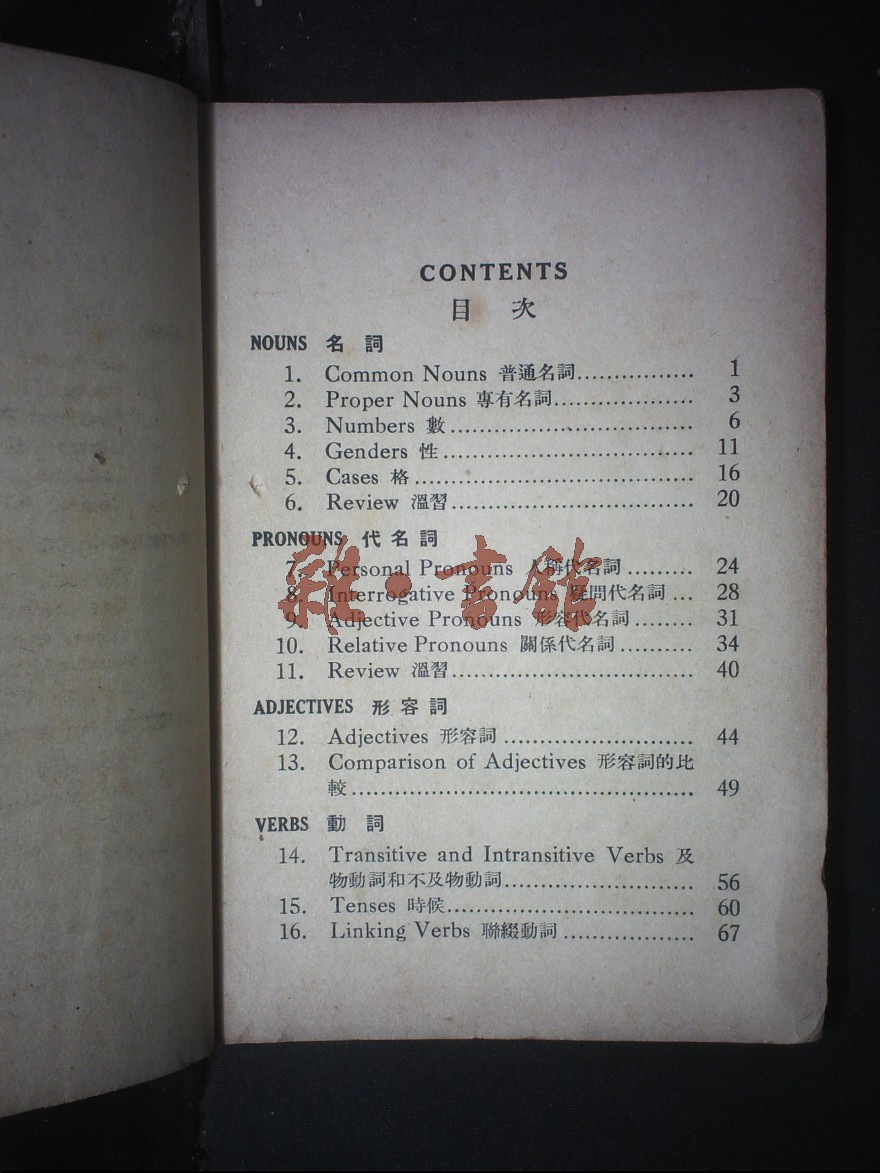 CONTENTS
目 次
NOUNS 名 詞
1. Common Nouns 普通名詞................ 1
2. Proper Nouns 專有名詞................... 3
3. Numbers 數................................. 6
4. Genders 性.................................. 11
5. Cases 格...................................... 16
6. Review 溫習................................. 20
PRONOUNS 代 名 詞
7. Personal Pronouns 人稱代名詞......... 24
8. Interrogative Pronouns 疑問代名詞... 28
9. Adjective Pronouns 形容代名詞........ 31
10. Relative Pronouns 關係代名詞.......... 34
11. Review 溫習................................. 40
ADJECTIVES 形 容 詞
12. Adjectives 形容詞.......................... 44
13. Comparison of Adjectives 形容詞的比
較............................................... 49
VERBS 動 詞
14. Transitive and Intransitive Verbs 及
物動詞和不及物動詞.......................... 56
15. Tenses 時候.................................. 60
16. Linking Verbs 聯綴動詞.................. 67
雜·書館